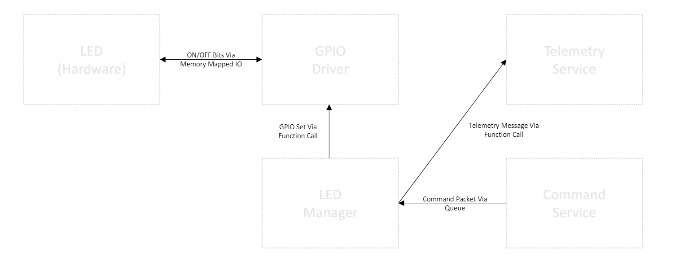 LED
(Hardware)
ON/OFF Bits Via
Memory Mapped IO
GPIO
Driver
Telemetry
Service
GPIO Set Via
Function Call
Telemetry Message Via
Function Call
LED
Manager
Command Packet Via
Queue
Command
Service